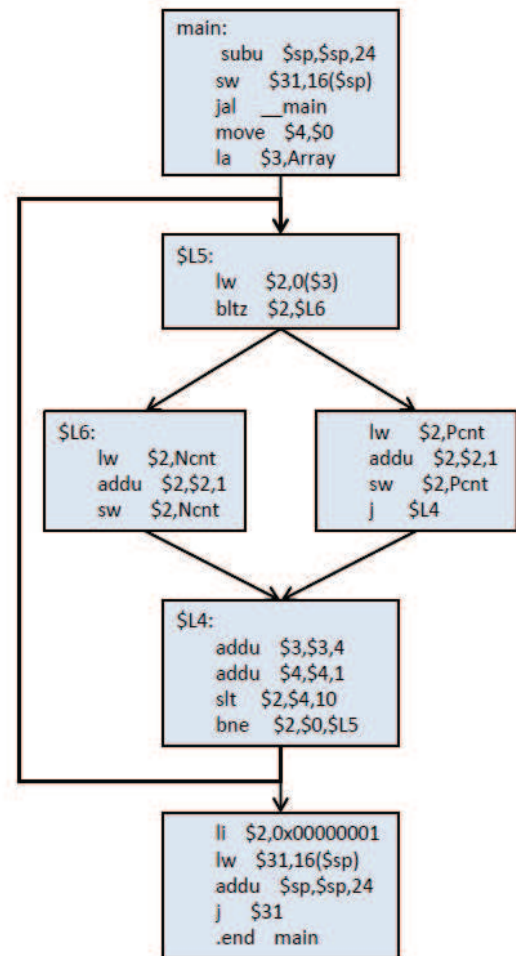 main:
subu $sp,$sp,24
sw $31,16($sp)
jal __main
move $4,$0
la $3,Array
$L5:
lw $2,0($3)
bltz $2,$L6
$L6:
lw $2,Ncnt
addu $2,$2,1
sw $2,Ncnt
lw $2,Pcnt
addu $2,$2,1
sw $2,Pcnt
j $L4
$L4:
addu $3,$3,4
addu $4,$4,1
slt $2,$4,10
bne $2,$0,$L5
li $2,0x00000001
lw $31,16($sp)
addu $sp,$sp,24
j $31
.end main